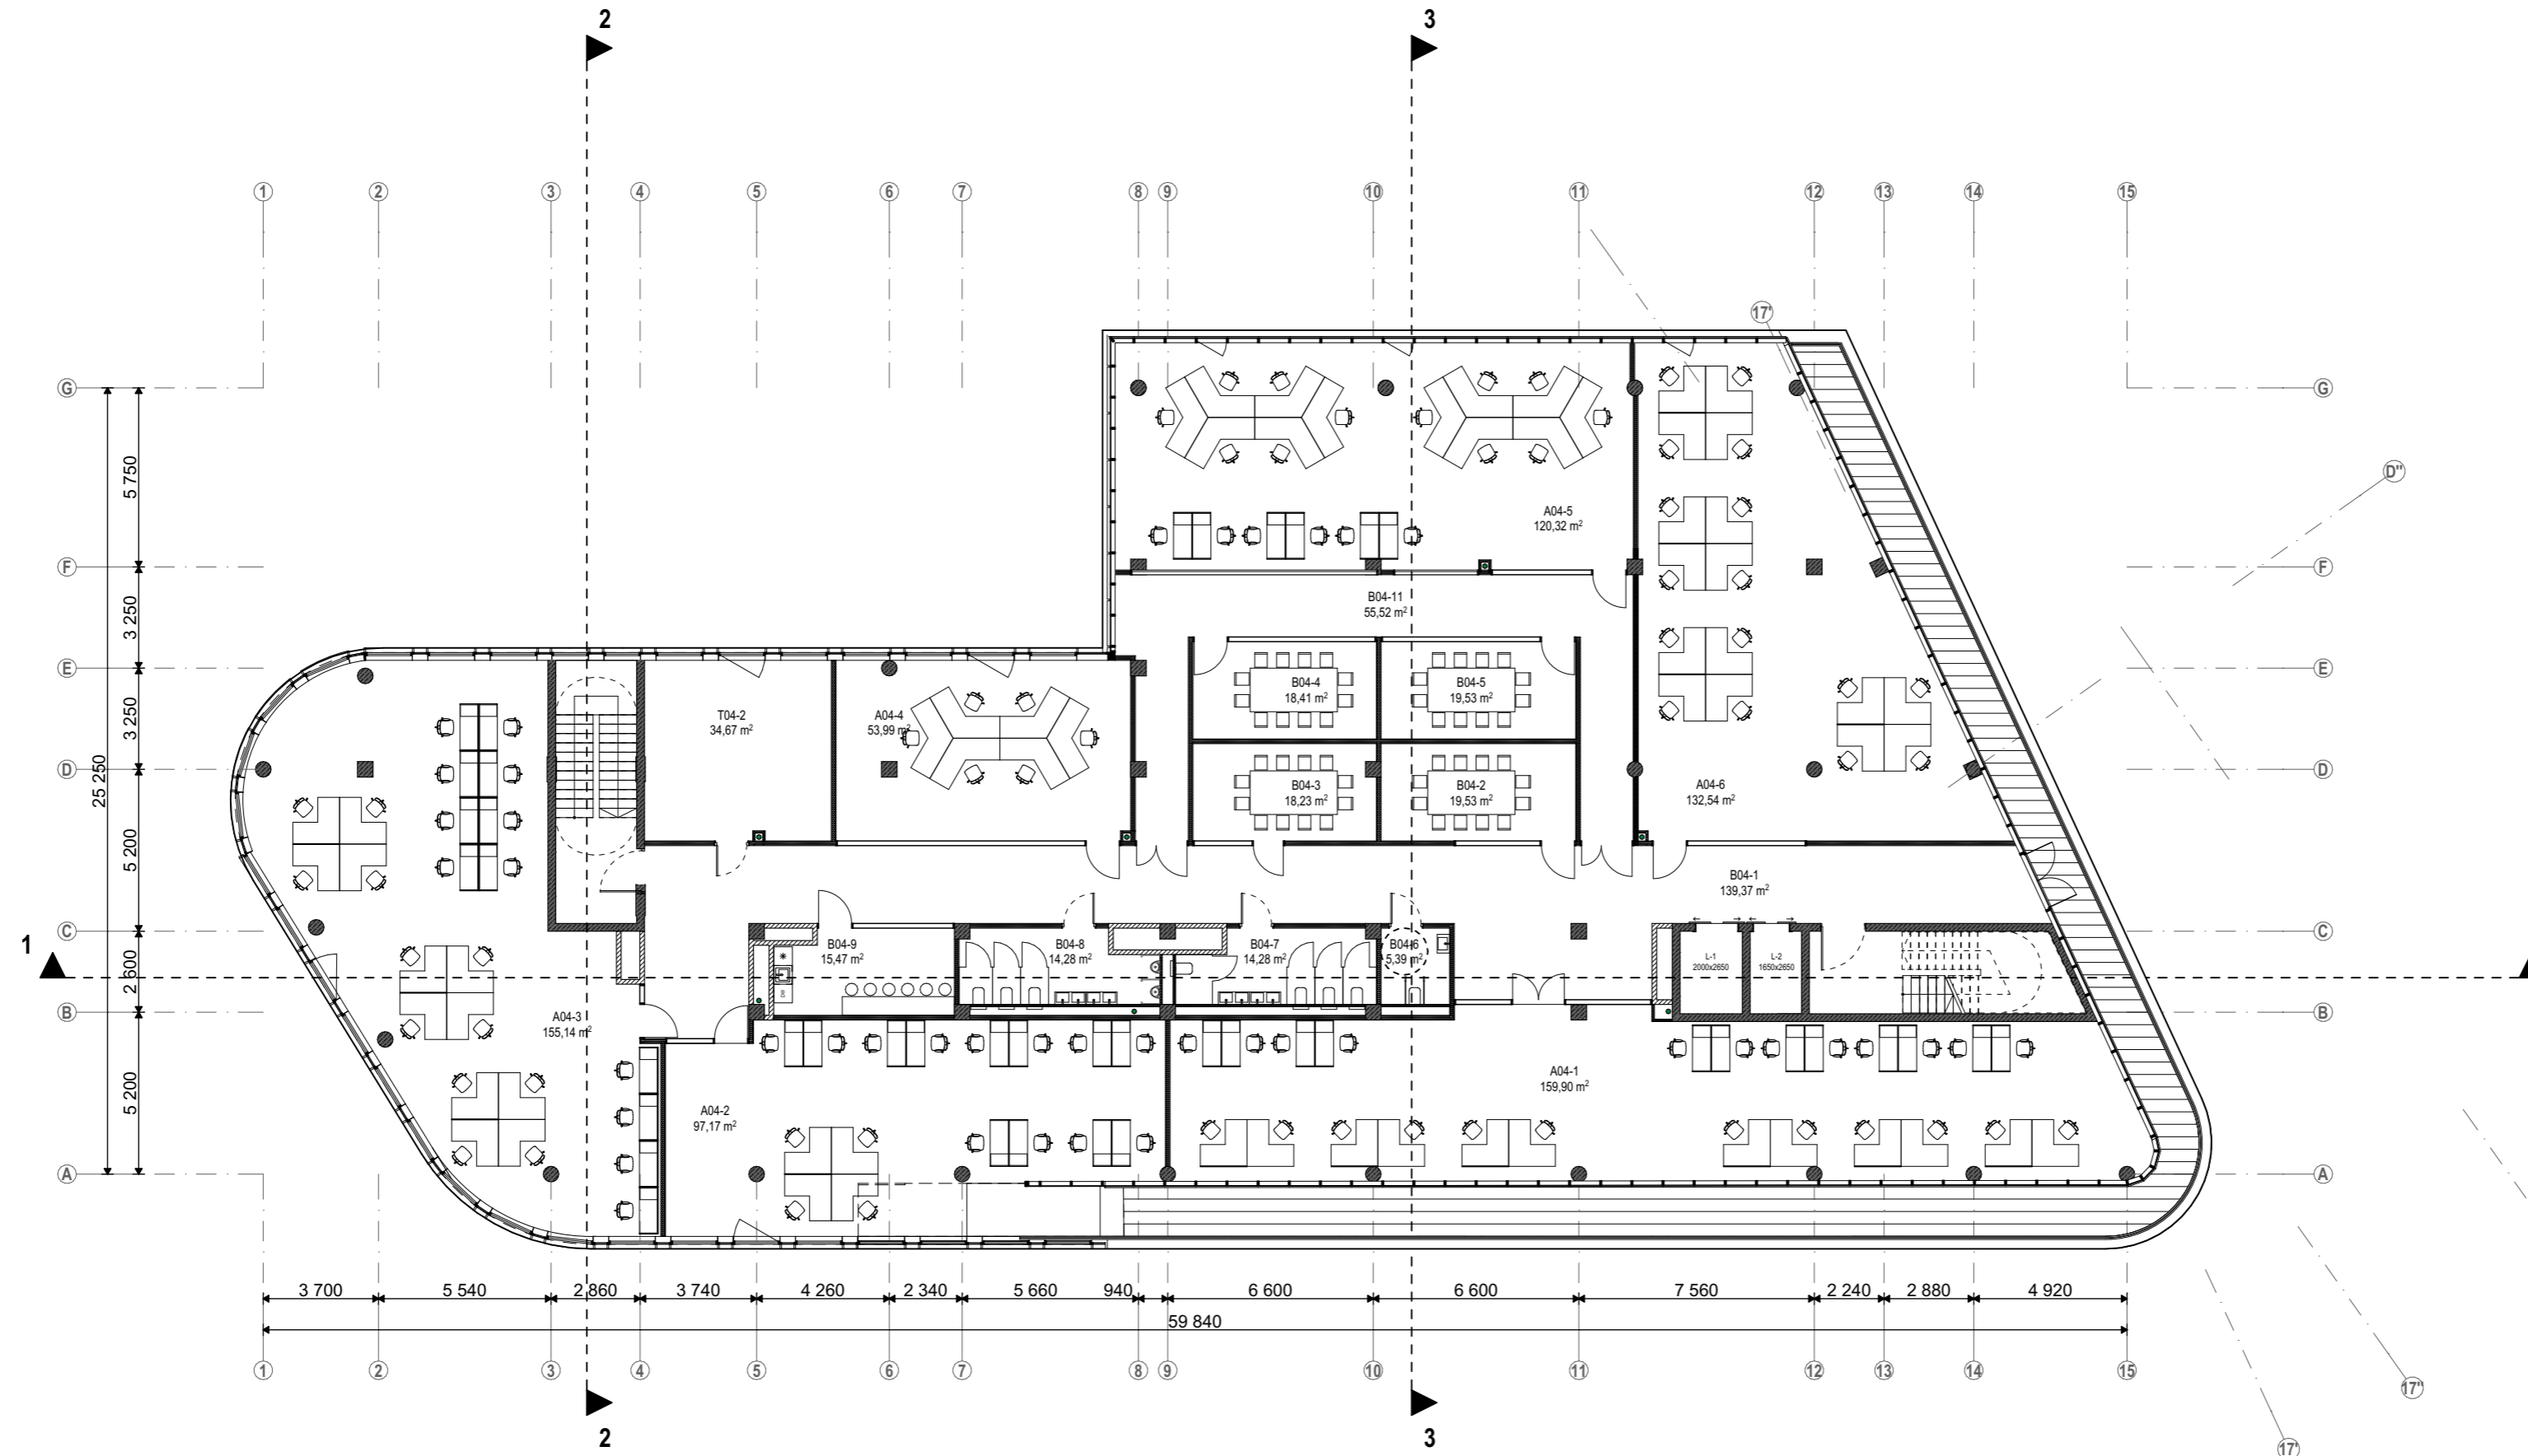 2
3
1 2 3 4 5 6 7 8 9 10 11 12 13 14 15
17'
G
G
D"
5 750
A04-5
120,32 m²
F
F
B04-11
55,52 m²
3 250
E
E
B04-4
18,41 m²
B04-5
19,53 m²
T04-2
34,67 m²
A04-4
53,99 m²
3 250
D
D
25 250
B04-3
18,23 m²
B04-2
19,53 m²
A04-6
132,54 m²
5 200
B04-1
139,37 m²
C
C
1
B04-9
15,47 m²
B04-8
14,28 m²
B04-7
14,28 m²
B04-6
5,39 m²
L-1
2000x2650
L-2
1650x2650
2 600
B
B
A04-3
155,14 m²
A04-1
159,90 m²
5 200
A04-2
97,17 m²
A
A
3 700 5 540 2 860 3 740 4 260 2 340 5 660 940 6 600 6 600 7 560 2 240 2 880 4 920
59 840
1 2 3 4 5 6 7 8 9 10 11 12 13 14 15
17"
2
3
17'